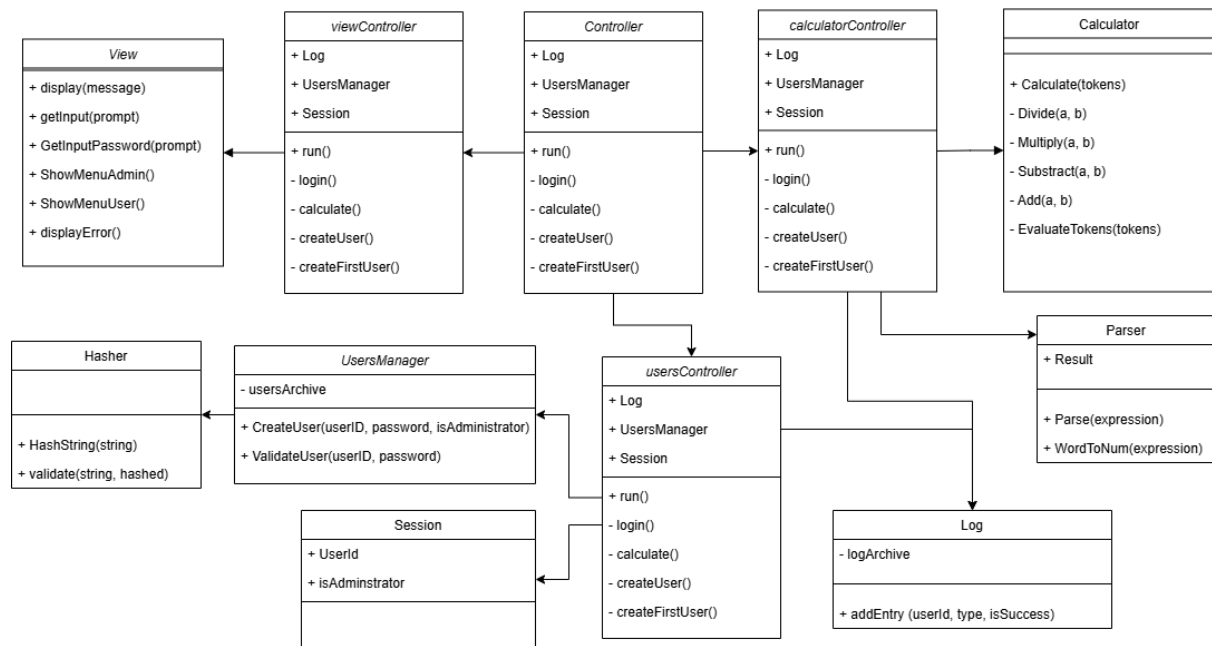 View
+ display(message)
+ getInput(prompt)
+ GetInputPassword(prompt)
+ ShowMenuAdmin()
+ ShowMenuUser()
+ displayError()
viewController
+ Log
+ UsersManager
+ Session
+ run()
- login()
- calculate()
- createUser()
- createFirstUser()
Controller
+ Log
+ UsersManager
+ Session
+ run()
- login()
- calculate()
- createUser()
- createFirstUser()
calculatorController
+ Log
+ UsersManager
+ Session
+ run()
- login()
- calculate()
- createUser()
- createFirstUser()
Calculator
+ Calculate(tokens)
- Divide(a, b)
- Multiply(a, b)
- Substract(a, b)
- Add(a, b)
- EvaluateTokens(tokens)
Hasher
+ HashString(string)
+ validate(string, hashed)
UsersManager
- usersArchive
+ CreateUser(userID, password, isAdministrator)
+ ValidateUser(userID, password)
usersController
+ Log
+ UsersManager
+ Session
+ run()
- login()
- calculate()
- createUser()
- createFirstUser()
Parser
+ Result
+ Parse(expression)
+ WordToNum(expression)
Session
+ UserId
+ isAdminstrator
Log
- logArchive
+ addEntry (userId, type, isSuccess)